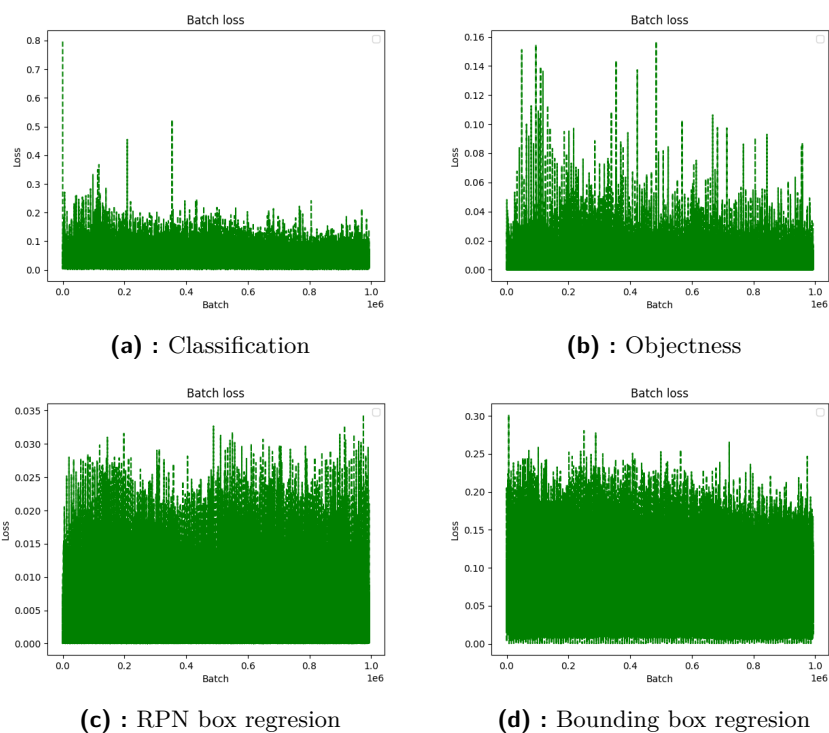 Batch loss
0.8
0.7
0.6
0.5
0.4
0.3
0.2
0.1
0.0
Loss
0.0 0.2 0.4 0.6 0.8 1.0
1e6
Batch
(a) : Classification
Batch loss
0.16
0.14
0.12
0.10
0.08
0.06
0.04
0.02
0.00
Loss
0.0 0.2 0.4 0.6 0.8 1.0
1e6
Batch
(b) : Objectness
Batch loss
0.035
0.030
0.025
0.020
0.015
0.010
0.005
0.000
Loss
0.0 0.2 0.4 0.6 0.8 1.0
1e6
Batch
(c) : RPN box regresion
Batch loss
0.30
0.25
0.20
0.15
0.10
0.05
0.00
Loss
0.0 0.2 0.4 0.6 0.8 1.0
1e6
Batch
(d) : Bounding box regresion